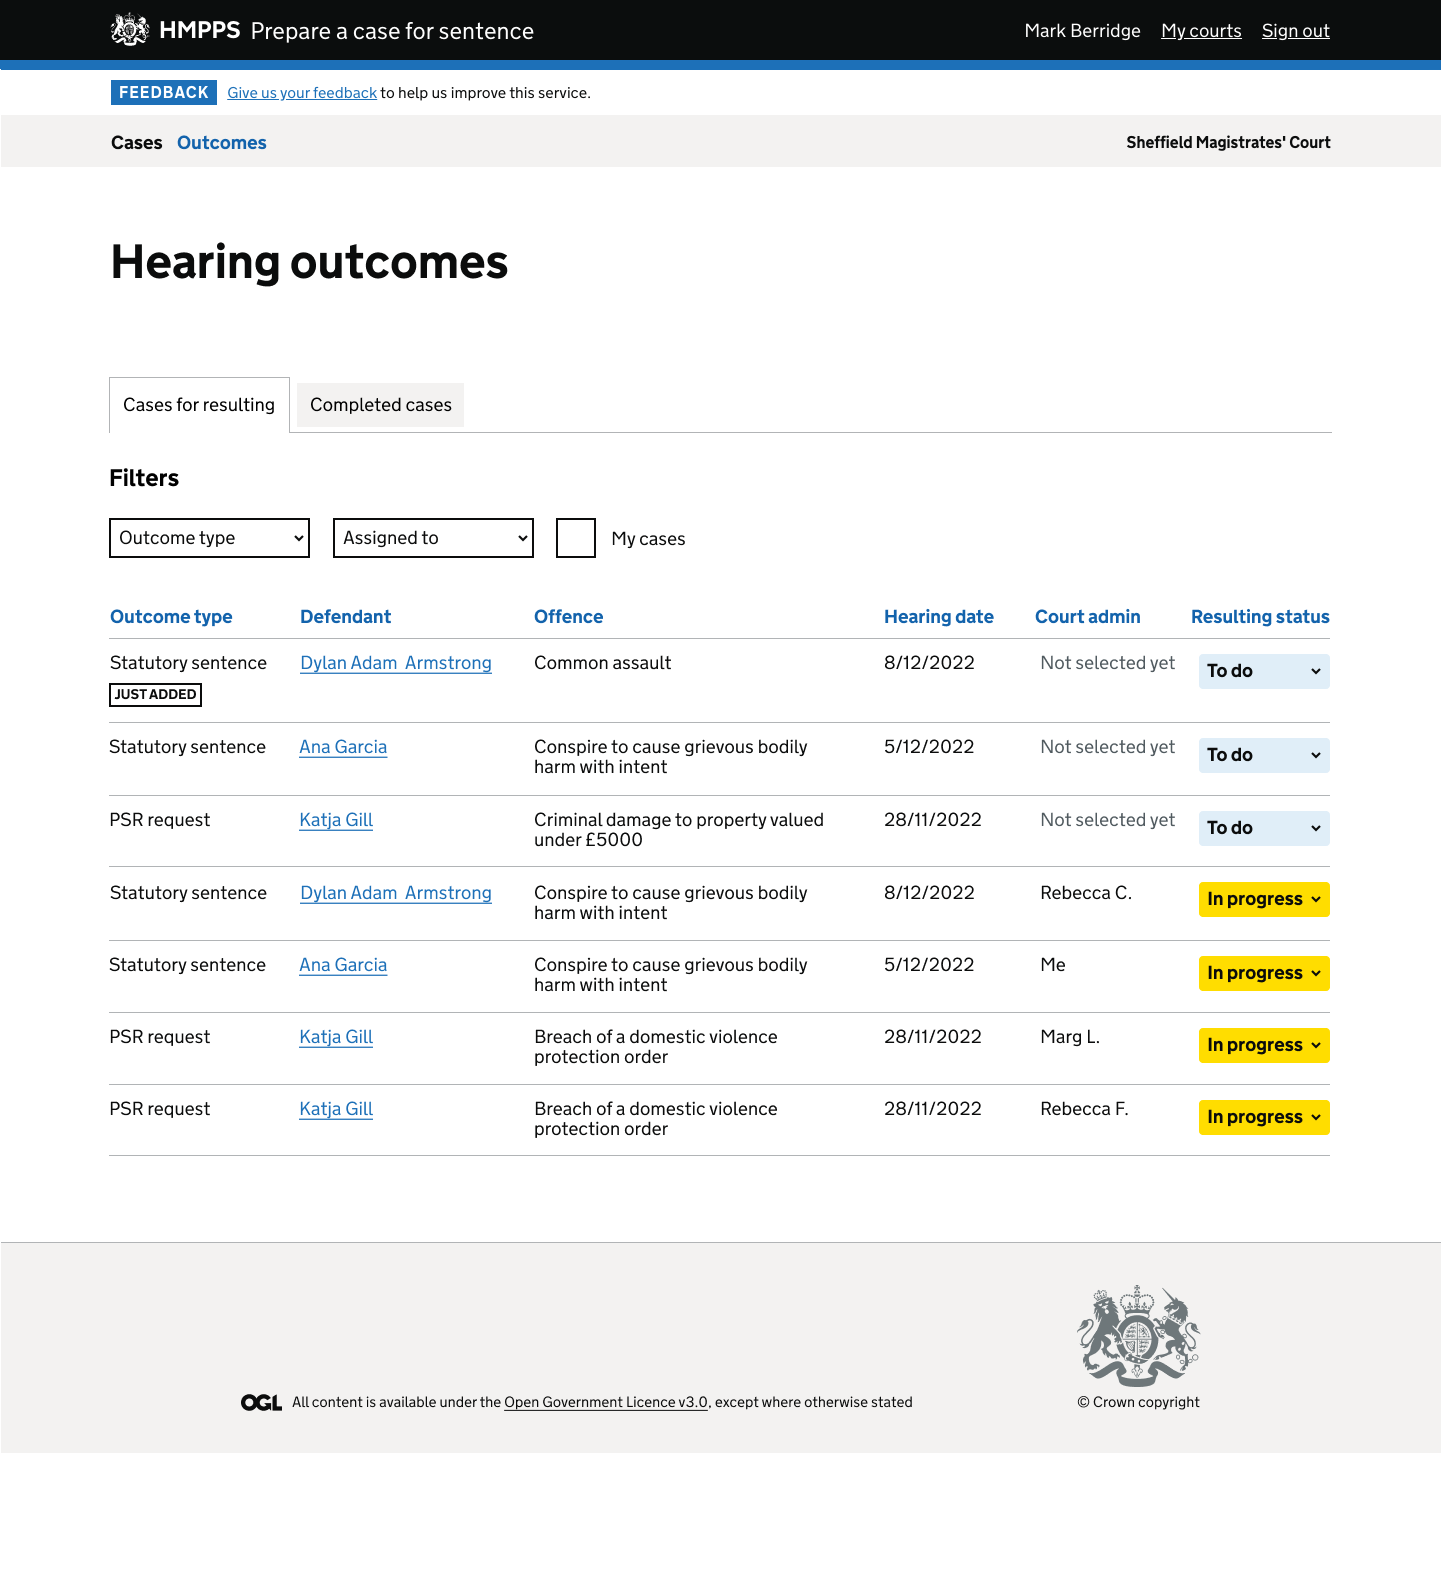 HMPPS Prepare a case for sentence Mark Berridge My courts Sign out
FEEDBACK Give us your feedback to help us improve this service.
Cases Outcomes Sheffield Magistrates' Court
Hearing outcomes
Cases for resulting Completed cases
Filters
Outcome type Assigned to My cases
Outcome type Defendant Offence Hearing date Court admin Resulting status
Statutory sentence Dylan Adam Armstrong Common assault 8/12/2022 Not selected yet To do
JUST ADDED
Statutory sentence Ana Garcia Conspire to cause grievous bodily 5/12/2022 Not selected yet To do
harm with intent
PSR request Katja Gill Criminal damage to property valued 28/11/2022 Not selected yet To do
under £5000
Statutory sentence Dylan Adam Armstrong Conspire to cause grievous bodily 8/12/2022 Rebecca C. In progress
harm with intent
Statutory sentence Ana Garcia Conspire to cause grievous bodily 5/12/2022 Me In progress
harm with intent
PSR request Katja Gill Breach of a domestic violence 28/11/2022 Marg L. In progress
protection order
PSR request Katja Gill Breach of a domestic violence 28/11/2022 Rebecca F. In progress
protection order
OGL All content is available under the Open Government Licence v3.0, except where otherwise stated © Crown copyright